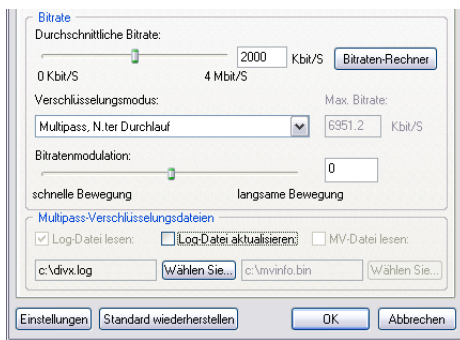 Bitrate
Durchschnittliche Bitrate:
2000 Kbit/S Bitraten-Rechner
0 Kbit/S 4 Mbit/S
Verschlüsselungsmodus: Max. Bitrate:
Multipass, N.ter Durchlauf 6951.2 Kbit/S
Bitratenmodulation:
0
schnelle Bewegung langsame Bewegung
Multipass-Verschlüsselungsdateien
Log-Datei lesen: Log-Datei aktualisieren: MV-Datei lesen:
c:\divx.log Wählen Sie... c:\mvinfo.bin Wählen Sie...
Einstellungen Standard wiederherstellen OK Abbrechen